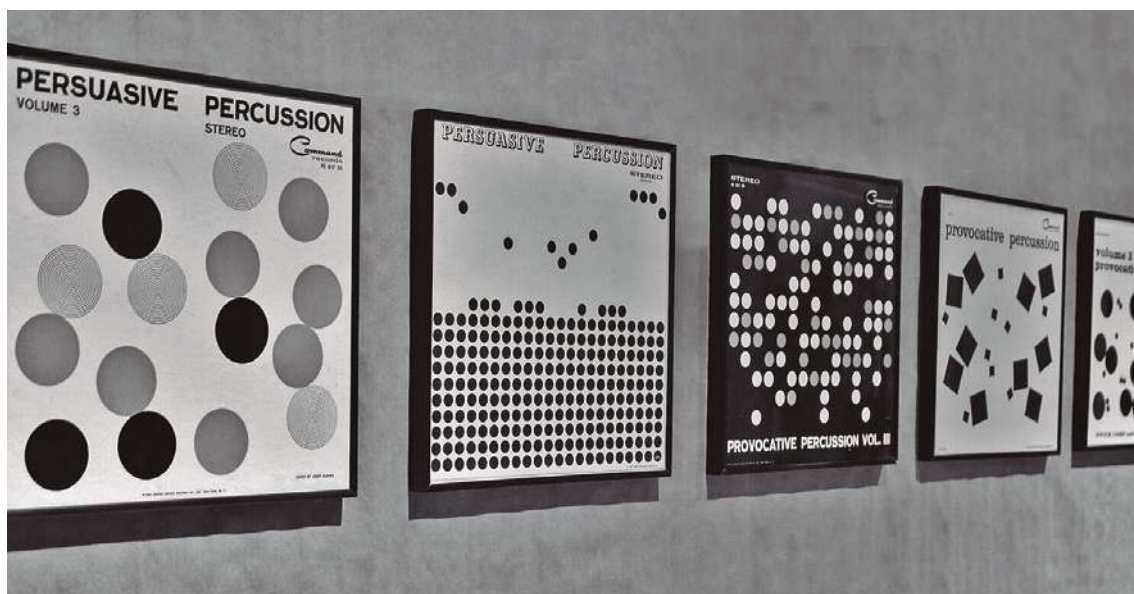 PERSUASIVE PERCUSSION
VOLUME 3
STEREO
Command
records
PERSUASIVE PERCUSSION
STEREO
STEREO
Command
PROVOCATIVE PERCUSSION VOL. III
Command
provocative percussion
volume 2
provocativ